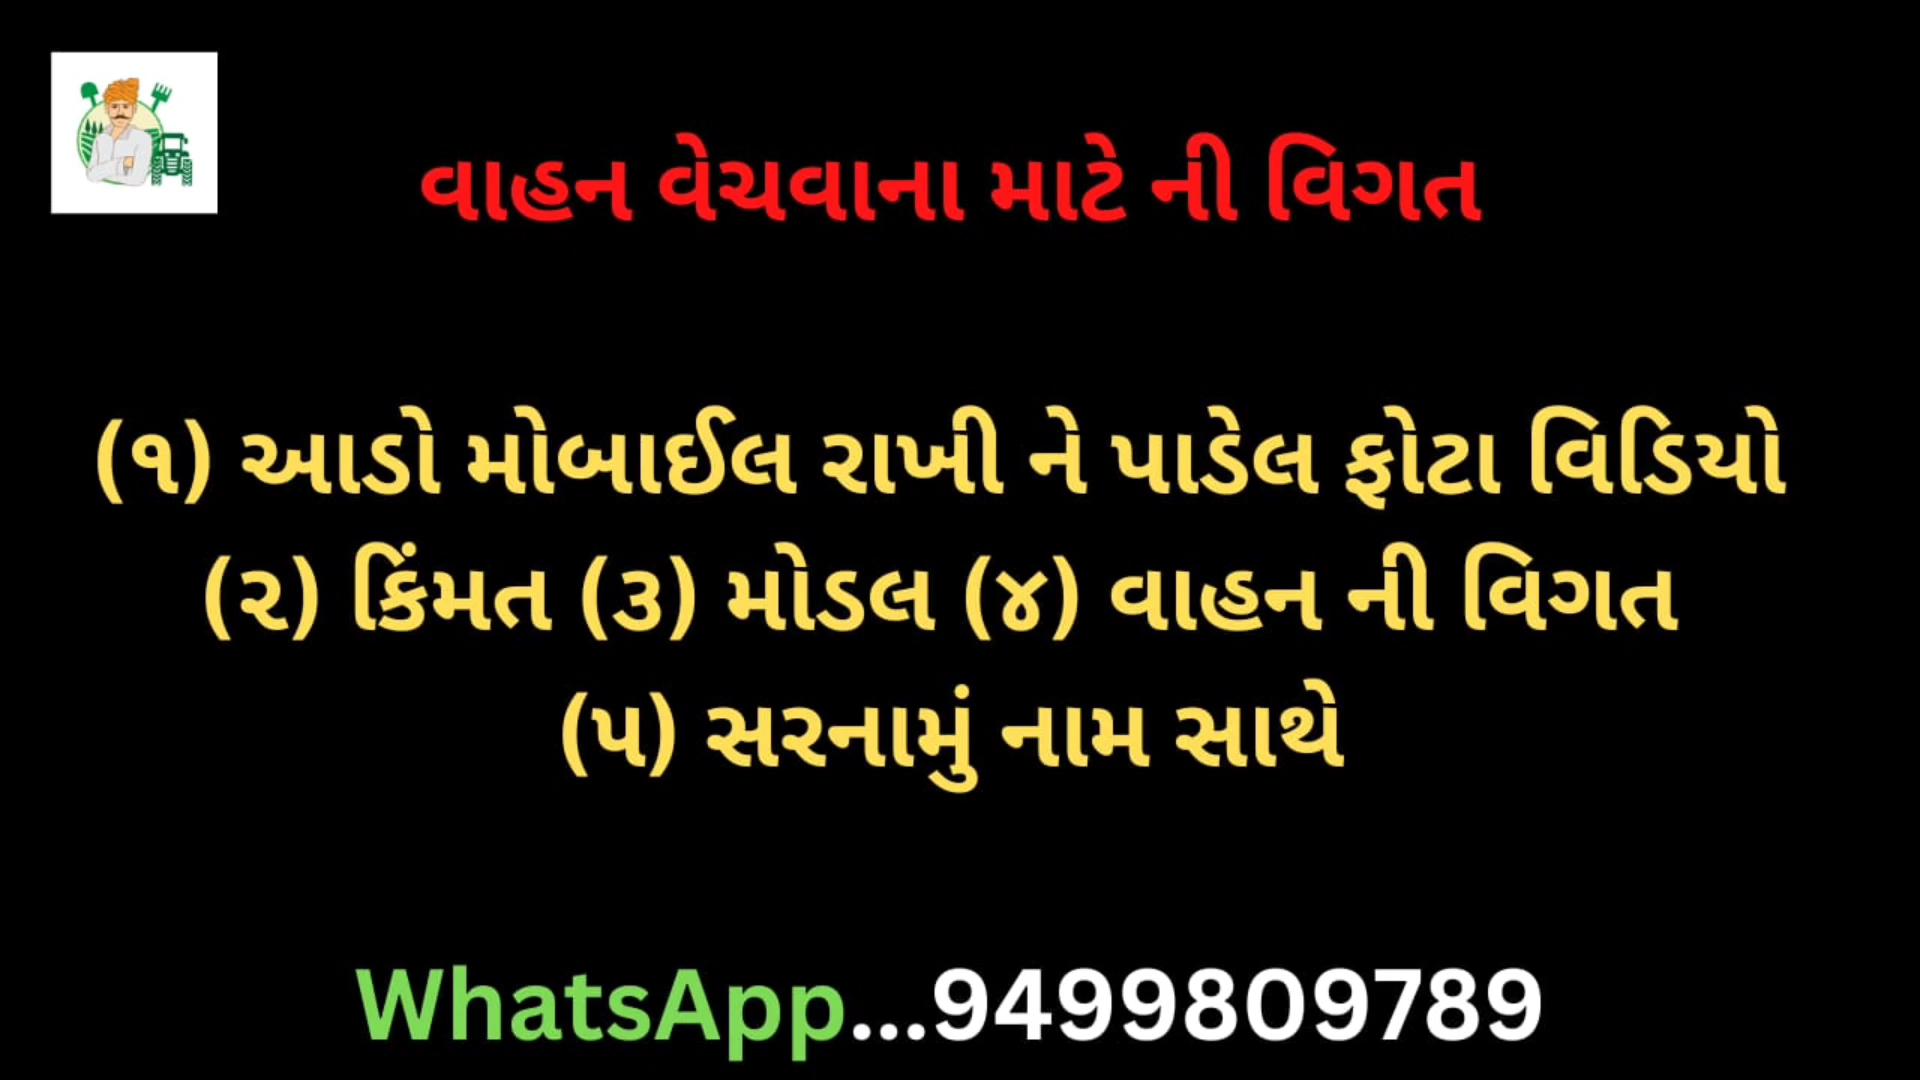 વાહન વેચવાના માટે ની વિગત
(૧) આડો મોબાઈલ રાખી ને પાડેલ ફોટા વિડિયો
(૨) કિંમત (૩) મોડલ (૪) વાહન ની વિગત
(૫) સરનામું નામ સાથે
WhatsApp...9499809789